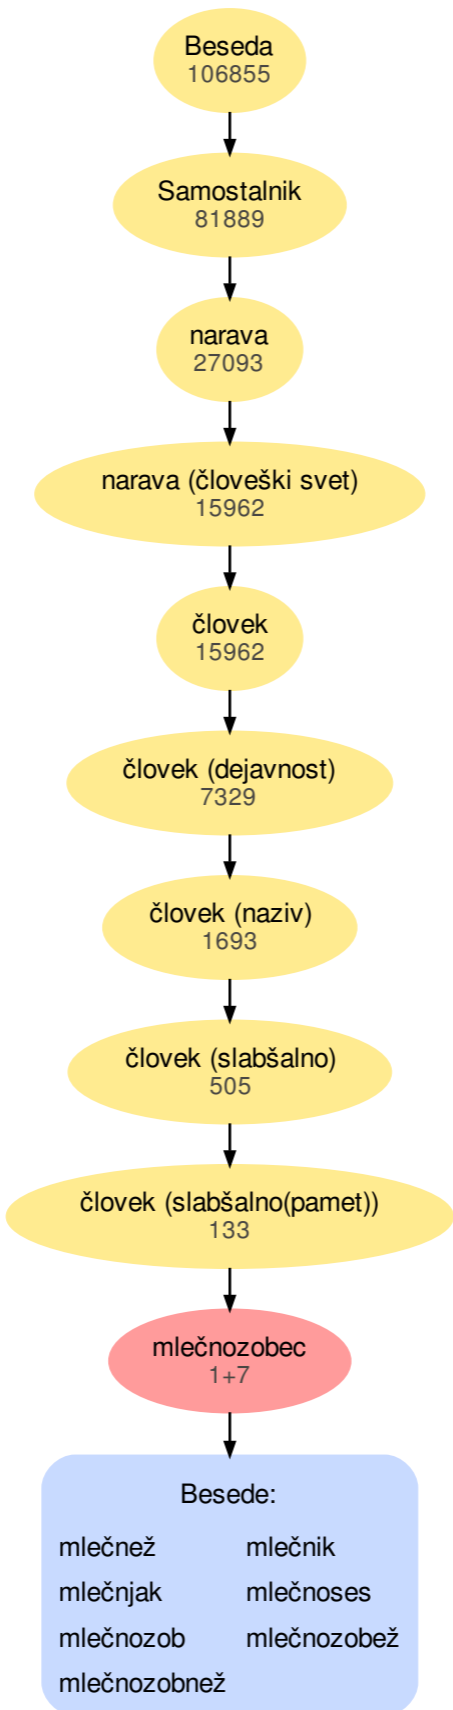 Beseda
106855
Samostalnik
81889
narava
27093
narava (človeški svet)
15962
človek
15962
človek (dejavnost)
7329
človek (naziv)
1693
človek (slabšalno)
505
človek (slabšalno(pamet))
133
mlečnozobec
1+7
Besede:
mlečnež mlečnik
mlečnjak mlečnoses
mlečnozob mlečnozobež
mlečnozobnež